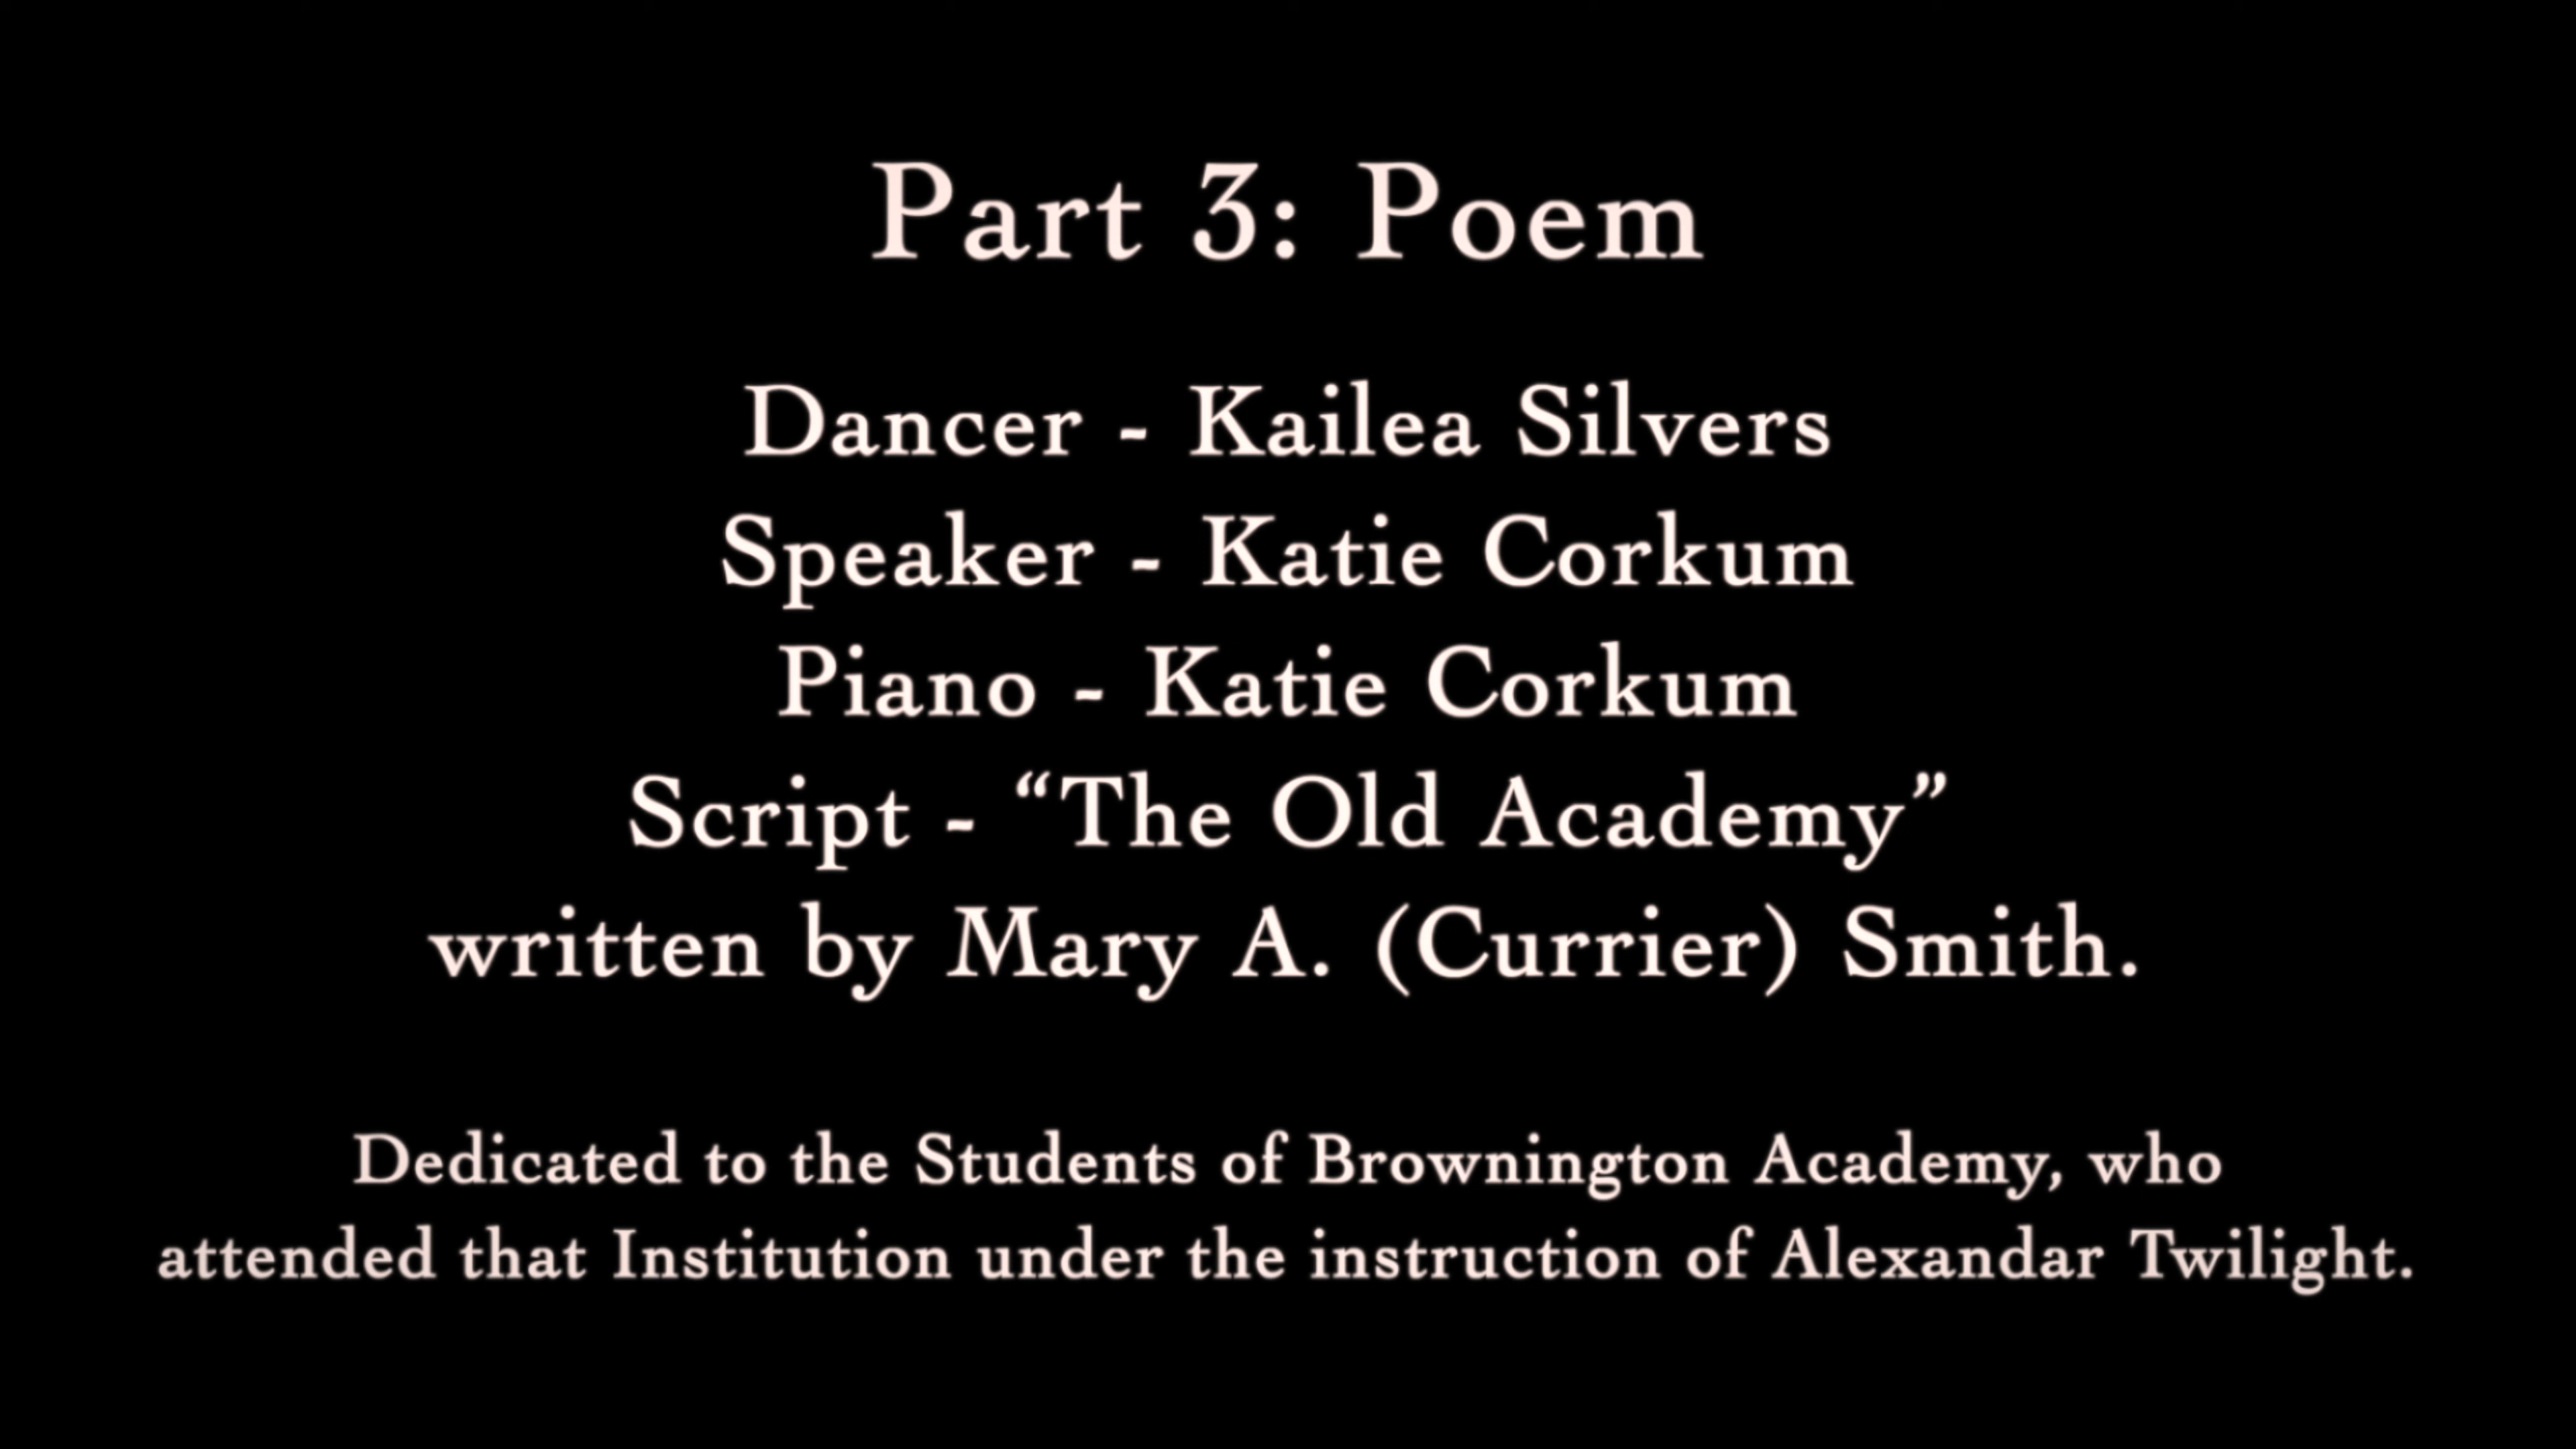 Part 3: Poem
Dancer - Kailea Silvers
Speaker - Katie Corkum
Piano - Katie Corkum
Script - “The Old Academy”
written by Mary A. (Currier) Smith.
Dedicated to the Students of Brownington Academy, who
attended that Institution under the instruction of Alexandar Twilight.